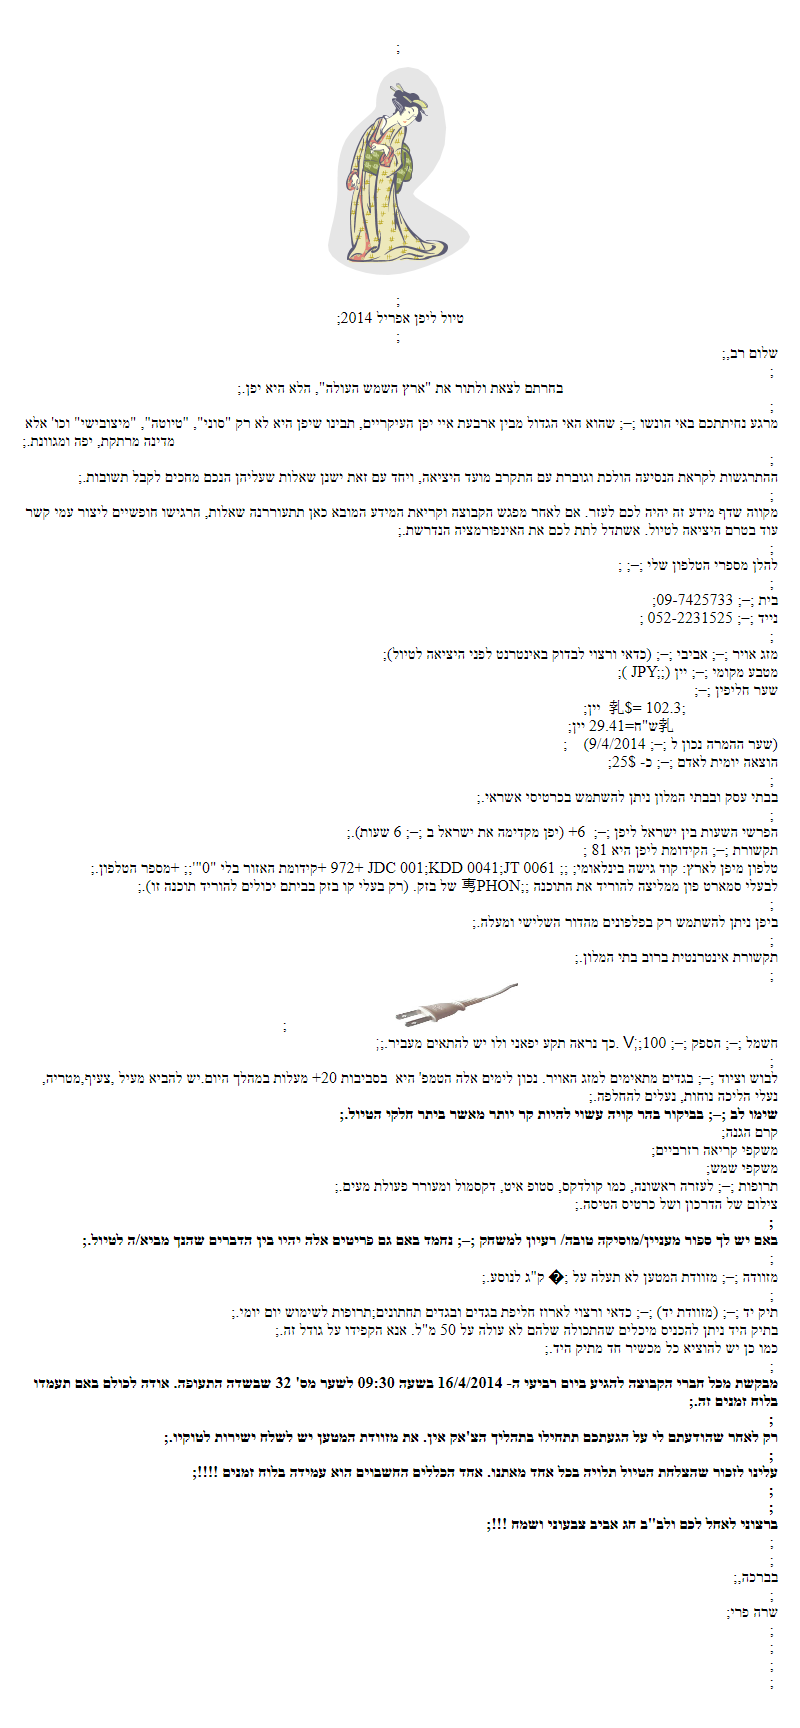 ;
;
טיול ליפן אפריל 2014;
;
שלום רב,;
;
בחרתם לצאת ולתור את "ארץ השמש העולה", הלא היא יפן.;
;
מרגע נחיתתכם באי הונשו ;–; שהוא האי הגדול מבין ארבעת איי יפן העיקריים, תבינו שיפן היא לא רק "סוני", "טיוטה", "מיצובישי" וכו' אלא
מדינה מרתקת, יפה ומגוונת.;
;
ההתרגשות לקראת הנסיעה הולכת וגוברת עם התקרב מועד היציאה, ויחד עם זאת ישנן שאלות שעליהן הנכם מחכים לקבל תשובות.;
;
מקווה שדף מידע זה יהיה לכם לעזר. אם לאחר מפגש הקבוצה וקריאת המידע המובא כאן תתעוררנה שאלות, הרגישו חופשיים ליצור עמי קשר
עוד בטרם היציאה לטיול. אשתדל לתת לכם את האינפורמציה הנדרשת.;
;
להלן מספרי הטלפון שלי ;–; ;
;
בית ;–; 09-7425733;
נייד ;–; 052-2231525 ;
;
מזג אויר ;–; אביבי ;–; (כדאי ורצוי לבדוק באינטרנט לפני היציאה לטיול);
מטבע מקומי ;–; יין (;;JPY );
שער חליפין ;–;
;102.3 =$乳 יין;
乳ש"ח=29.41 יין;
(שער ההמרה נכון ל ;–; 9/4/2014) ;
הוצאה יומית לאדם ;–; כ- 25$;
;
בבתי עסק ובבתי המלון ניתן להשתמש בכרטיסי אשראי.;
;
הפרשי השעות בין ישראל ליפן ;–; 6+ (יפן מקדימה את ישראל ב ;–; 6 שעות).;
תקשורת ;–; הקידומת ליפן היא 81 ;
טלפון מיפן לארץ: קוד גישה בינלאומי; ;; JDC 001;KDD 0041;JT 0061 +972 +קידומת האזור בלי "0"';; +מספר הטלפון.;
לבעלי סמארט פון ממליצה להוריד את התוכנה ;;PHON של בזק. (רק בעלי קו בזק בביתם יכולים להוריד תוכנה זו).;
;
ביפן ניתן להשתמש רק בפלפונים מהדור השלישי ומעלה.;
;
תקשורת אינטרנטית ברוב בתי המלון.;
;
;
חשמל ;–; הספק ;–; 100;;V .כך נראה תקע יפאני ולו יש להתאים מעביר.;;
;
לבוש וציוד ;–; בגדים מתאימים למזג האויר. נכון לימים אלה הטמפ' היא בסביבות 20+ מעלות במהלך היום.יש להביא מעיל ,צעיף,מטריה,
נעלי הליכה נוחות, נעלים להחלפה.;
שימו לב ;–; בביקור בהר קויה עשוי להיות קר יותר מאשר ביתר חלקי הטיול.;
קרם הגנה;
משקפי קריאה רזרביים;
משקפי שמש;
תרופות ;–; לעזרה ראשונה, כמו קולדקס, סטופ איט, דקסמול ומעורר פעולת מעים.;
צילום של הדרכון ושל כרטיס הטיסה.;
;
באם יש לך ספור מעניין/מוסיקה טובה/ רעיון למשחק ;–; נחמד באם גם פריטים אלה יהיו בין הדברים שהנך מביא/ה לטיול.;
;
מזוודה ;–; מזוודת המטען לא תעלה על ;� ק"ג לנוסע.;
;
תיק יד ;–; (מזוודת יד) ;–; כדאי ורצוי לארוז חליפת בגדים ובגדים תחתונים;תרופות לשימוש יום יומי.;
בתיק היד ניתן להכניס מיכלים שהתכולה שלהם לא עולה על 50 מ"ל. אנא הקפידו על גודל זה.;
כמו כן יש להוציא כל מכשיר חד מתיק היד.;
;
מבקשת מכל חברי הקבוצה להגיע ביום רביעי ה- 16/4/2014 בשעה 09:30 לשער מס' 32 שבשדה התעופה. אודה לכולם באם תעמדו
בלוח זמנים זה.;
;
רק לאחר שהודעתם לי על הגעתכם תתחילו בתהליך הצ'אק אין. את מזוודת המטען יש לשלח ישירות לטוקיו.;
;
עלינו לזכור שהצלחת הטיול תלויה בכל אחד מאתנו. אחד הכללים החשבוים הוא עמידה בלוח זמנים !!!!;
;
;
ברצוני לאחל לכם ולב"ב חג אביב צבעוני ושמח !!!;
;
;
בברכה,;
;
שרה פרי;
;
;
;
;